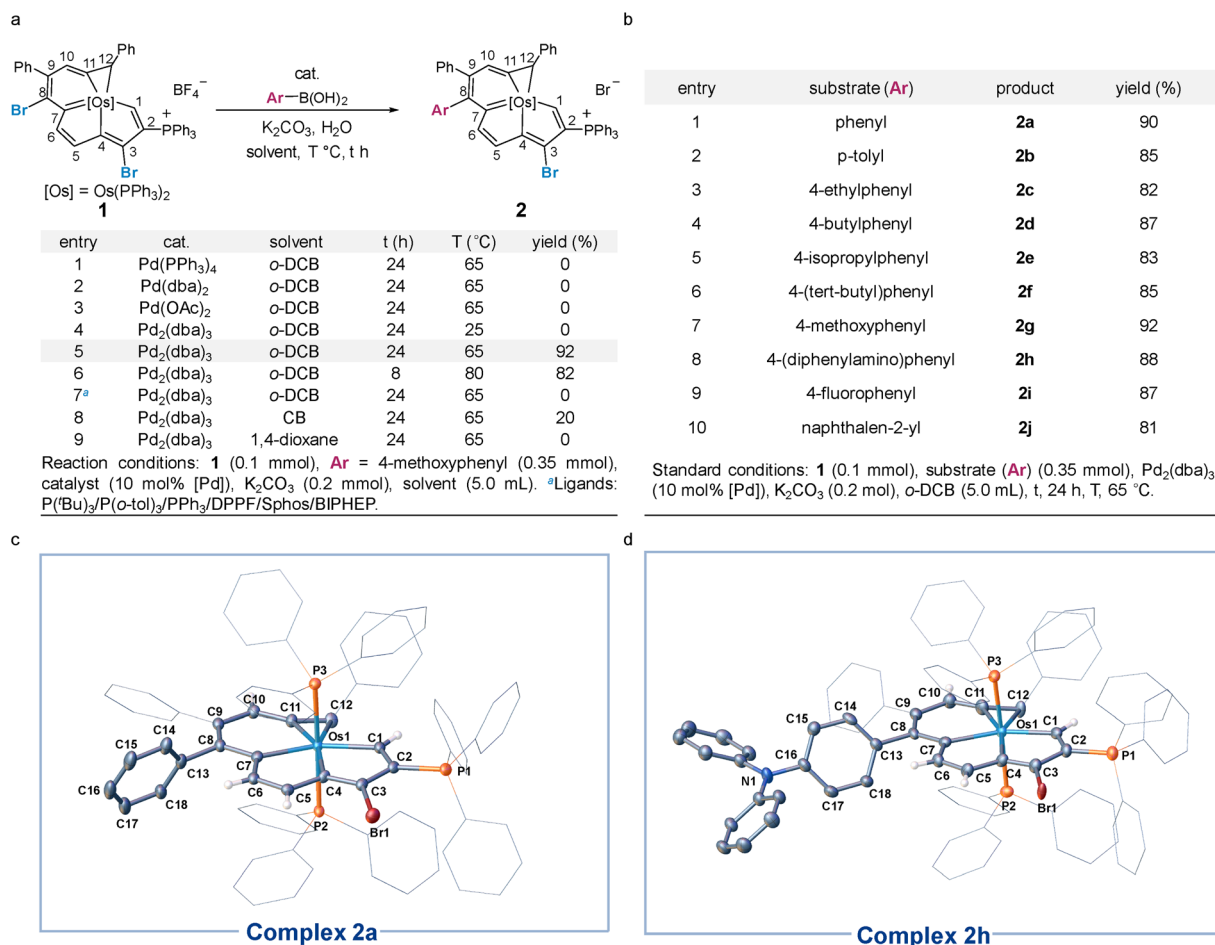 a
Ph
Ph
10
11
12
9
8
Br
7
6
5
4
3
2
1
[Os]
+
PPh3
Br
BF4−
[Os] = Os(PPh3)2
1
cat.
Ar–B(OH)2
K2CO3, H2O
solvent, T °C, t h
Ph
Ph
10
11
12
9
8
Ar
7
6
5
4
3
2
1
[Os]
+
PPh3
Br
Br−
2
entry cat. solvent t (h) T (°C) yield (%)
1 Pd(PPh3)4 o-DCB 24 65 0
2 Pd(dba)2 o-DCB 24 65 0
3 Pd(OAc)2 o-DCB 24 65 0
4 Pd2(dba)3 o-DCB 24 25 0
5 Pd2(dba)3 o-DCB 24 65 92
6 Pd2(dba)3 o-DCB 8 80 82
7a Pd2(dba)3 o-DCB 24 65 0
8 Pd2(dba)3 CB 24 65 20
9 Pd2(dba)3 1,4-dioxane 24 65 0
Reaction conditions: 1 (0.1 mmol), Ar = 4-methoxyphenyl (0.35 mmol),
catalyst (10 mol% [Pd]), K2CO3 (0.2 mmol), solvent (5.0 mL). aLigands:
P(tBu)3/P(o-tol)3/PPh3/DPPF/Sphos/BIPHEP.
b
entry substrate (Ar) product yield (%)
1 phenyl 2a 90
2 p-tolyl 2b 85
3 4-ethylphenyl 2c 82
4 4-butylphenyl 2d 87
5 4-isopropylphenyl 2e 83
6 4-(tert-butyl)phenyl 2f 85
7 4-methoxyphenyl 2g 92
8 4-(diphenylamino)phenyl 2h 88
9 4-fluorophenyl 2i 87
10 naphthalen-2-yl 2j 81
Standard conditions: 1 (0.1 mmol), substrate (Ar) (0.35 mmol), Pd2(dba)3
(10 mol% [Pd]), K2CO3 (0.2 mol), o-DCB (5.0 mL), t, 24 h, T, 65 °C.
c
P3
C10
C11
C12
C9
C14
C15
C8
Os1
C1
C7
C2
C13
P1
C16
C6
C4
C3
C18
C5
C17
P2
Br1
Complex 2a
d
P3
C10
C11
C12
C14
C9
C15
C8
Os1
C1
C7
C2
C16
C13
P1
N1
C6
C5
C4
C3
C17
C18
P2
Br1
Complex 2h